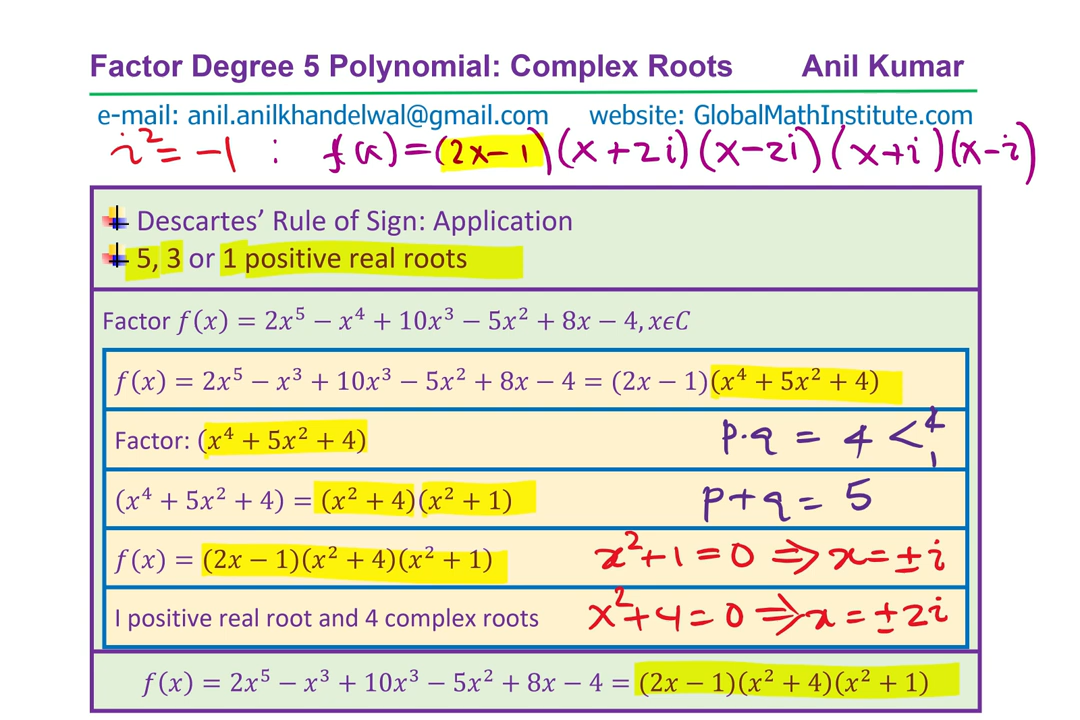 Factor Degree 5 Polynomial: Complex Roots Anil Kumar
e-mail: anil.anilkhandelwal@gmail.com website: GlobalMathInstitute.com
i² = -1 : f(x) = (2x-1)(x+2i)(x-2i)(x+i)(x-i)
Descartes’ Rule of Sign: Application
5, 3 or 1 positive real roots
Factor f(x) = 2x⁵ − x⁴ + 10x³ − 5x² + 8x − 4, xϵC
f(x) = 2x⁵ − x³ + 10x³ − 5x² + 8x − 4 = (2x − 1)(x⁴ + 5x² + 4)
Factor: (x⁴ + 5x² + 4) p·q = 4 < 4 1
(x⁴ + 5x² + 4) = (x² + 4)(x² + 1) p+q = 5
f(x) = (2x − 1)(x² + 4)(x² + 1) x²+1=0 ⇒ x=±i
I positive real root and 4 complex roots x²+4=0 ⇒ x=±2i
f(x) = 2x⁵ − x³ + 10x³ − 5x² + 8x − 4 = (2x − 1)(x² + 4)(x² + 1)